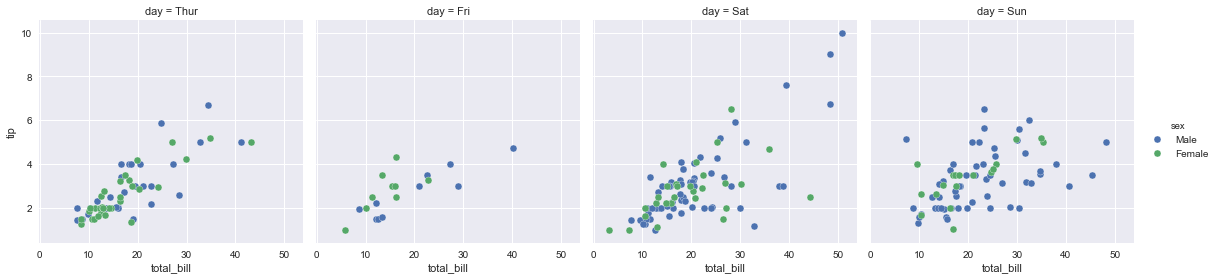 day = Thur
day = Fri
day = Sat
day = Sun
10
8
6
4
2
tip
0 10 20 30 40 50
0 10 20 30 40 50
0 10 20 30 40 50
0 10 20 30 40 50
total_bill
total_bill
total_bill
total_bill
sex
Male
Female